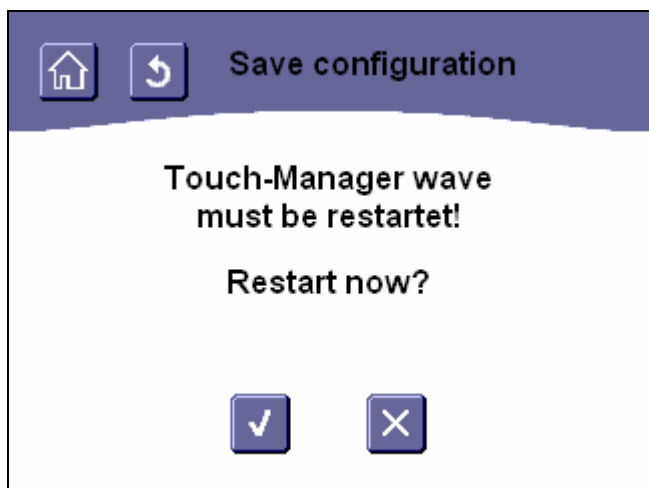 Save configuration
Touch-Manager wave
must be restartet!
Restart now?